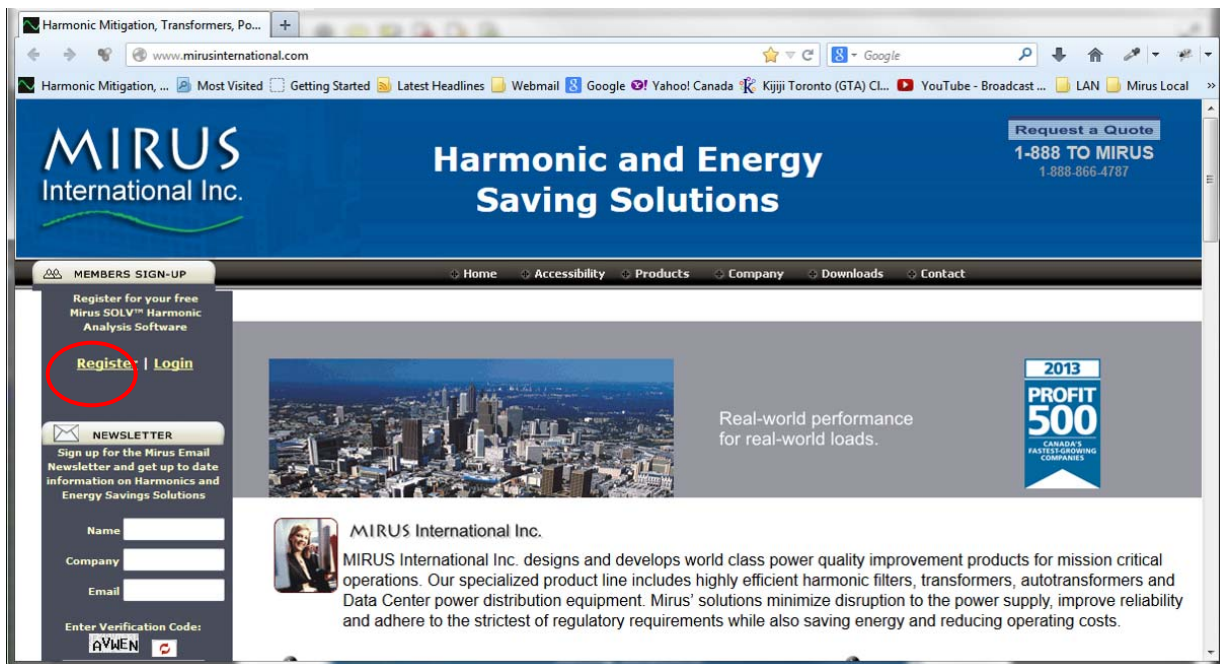 Harmonic Mitigation, Transformers, Po...
www.mirusinternational.com
Google
Harmonic Mitigation, ... Most Visited Getting Started Latest Headlines Webmail Google Yahoo! Canada Kijiji Toronto (GTA) Cl... YouTube - Broadcast ... LAN Mirus Local »
MIRUS
International Inc.
Harmonic and Energy
Saving Solutions
Request a Quote
1-888 TO MIRUS
1-888-866-4787
MEMBERS SIGN-UP
Home Accessibility Products Company Downloads Contact
Register for your free
Mirus SOLV™ Harmonic
Analysis Software
Register | Login
NEWSLETTER
Sign up for the Mirus Email
Newsletter and get up to date
information on Harmonics and
Energy Savings Solutions
Name
Company
Email
Enter Verification Code:
AVWEN
Real-world performance
for real-world loads.
2013
PROFIT
500
CANADA'S
FASTEST-GROWING
COMPANIES
MIRUS International Inc.
MIRUS International Inc. designs and develops world class power quality improvement products for mission critical
operations. Our specialized product line includes highly efficient harmonic filters, transformers, autotransformers and
Data Center power distribution equipment. Mirus' solutions minimize disruption to the power supply, improve reliability
and adhere to the strictest of regulatory requirements while also saving energy and reducing operating costs.